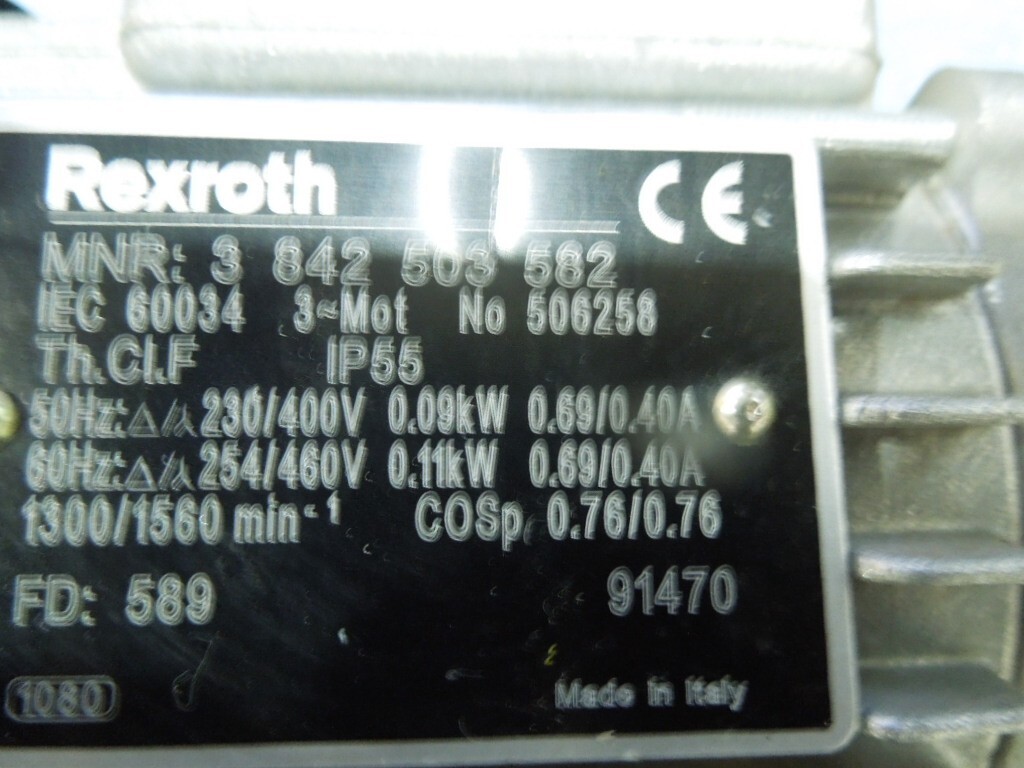 Rexroth CE
MNR: 3 842 503 582
IEC 60034 3~Mot No 506258
Th.Cl.F IP55
50Hz:△/⅄ 230/400V 0.09kW 0.69/0.40A
60Hz:△/⅄ 254/460V 0.11kW 0.69/0.40A
1300/1560 min-1 COSp 0.76/0.76
FD: 589 91470
1080 Made in Italy